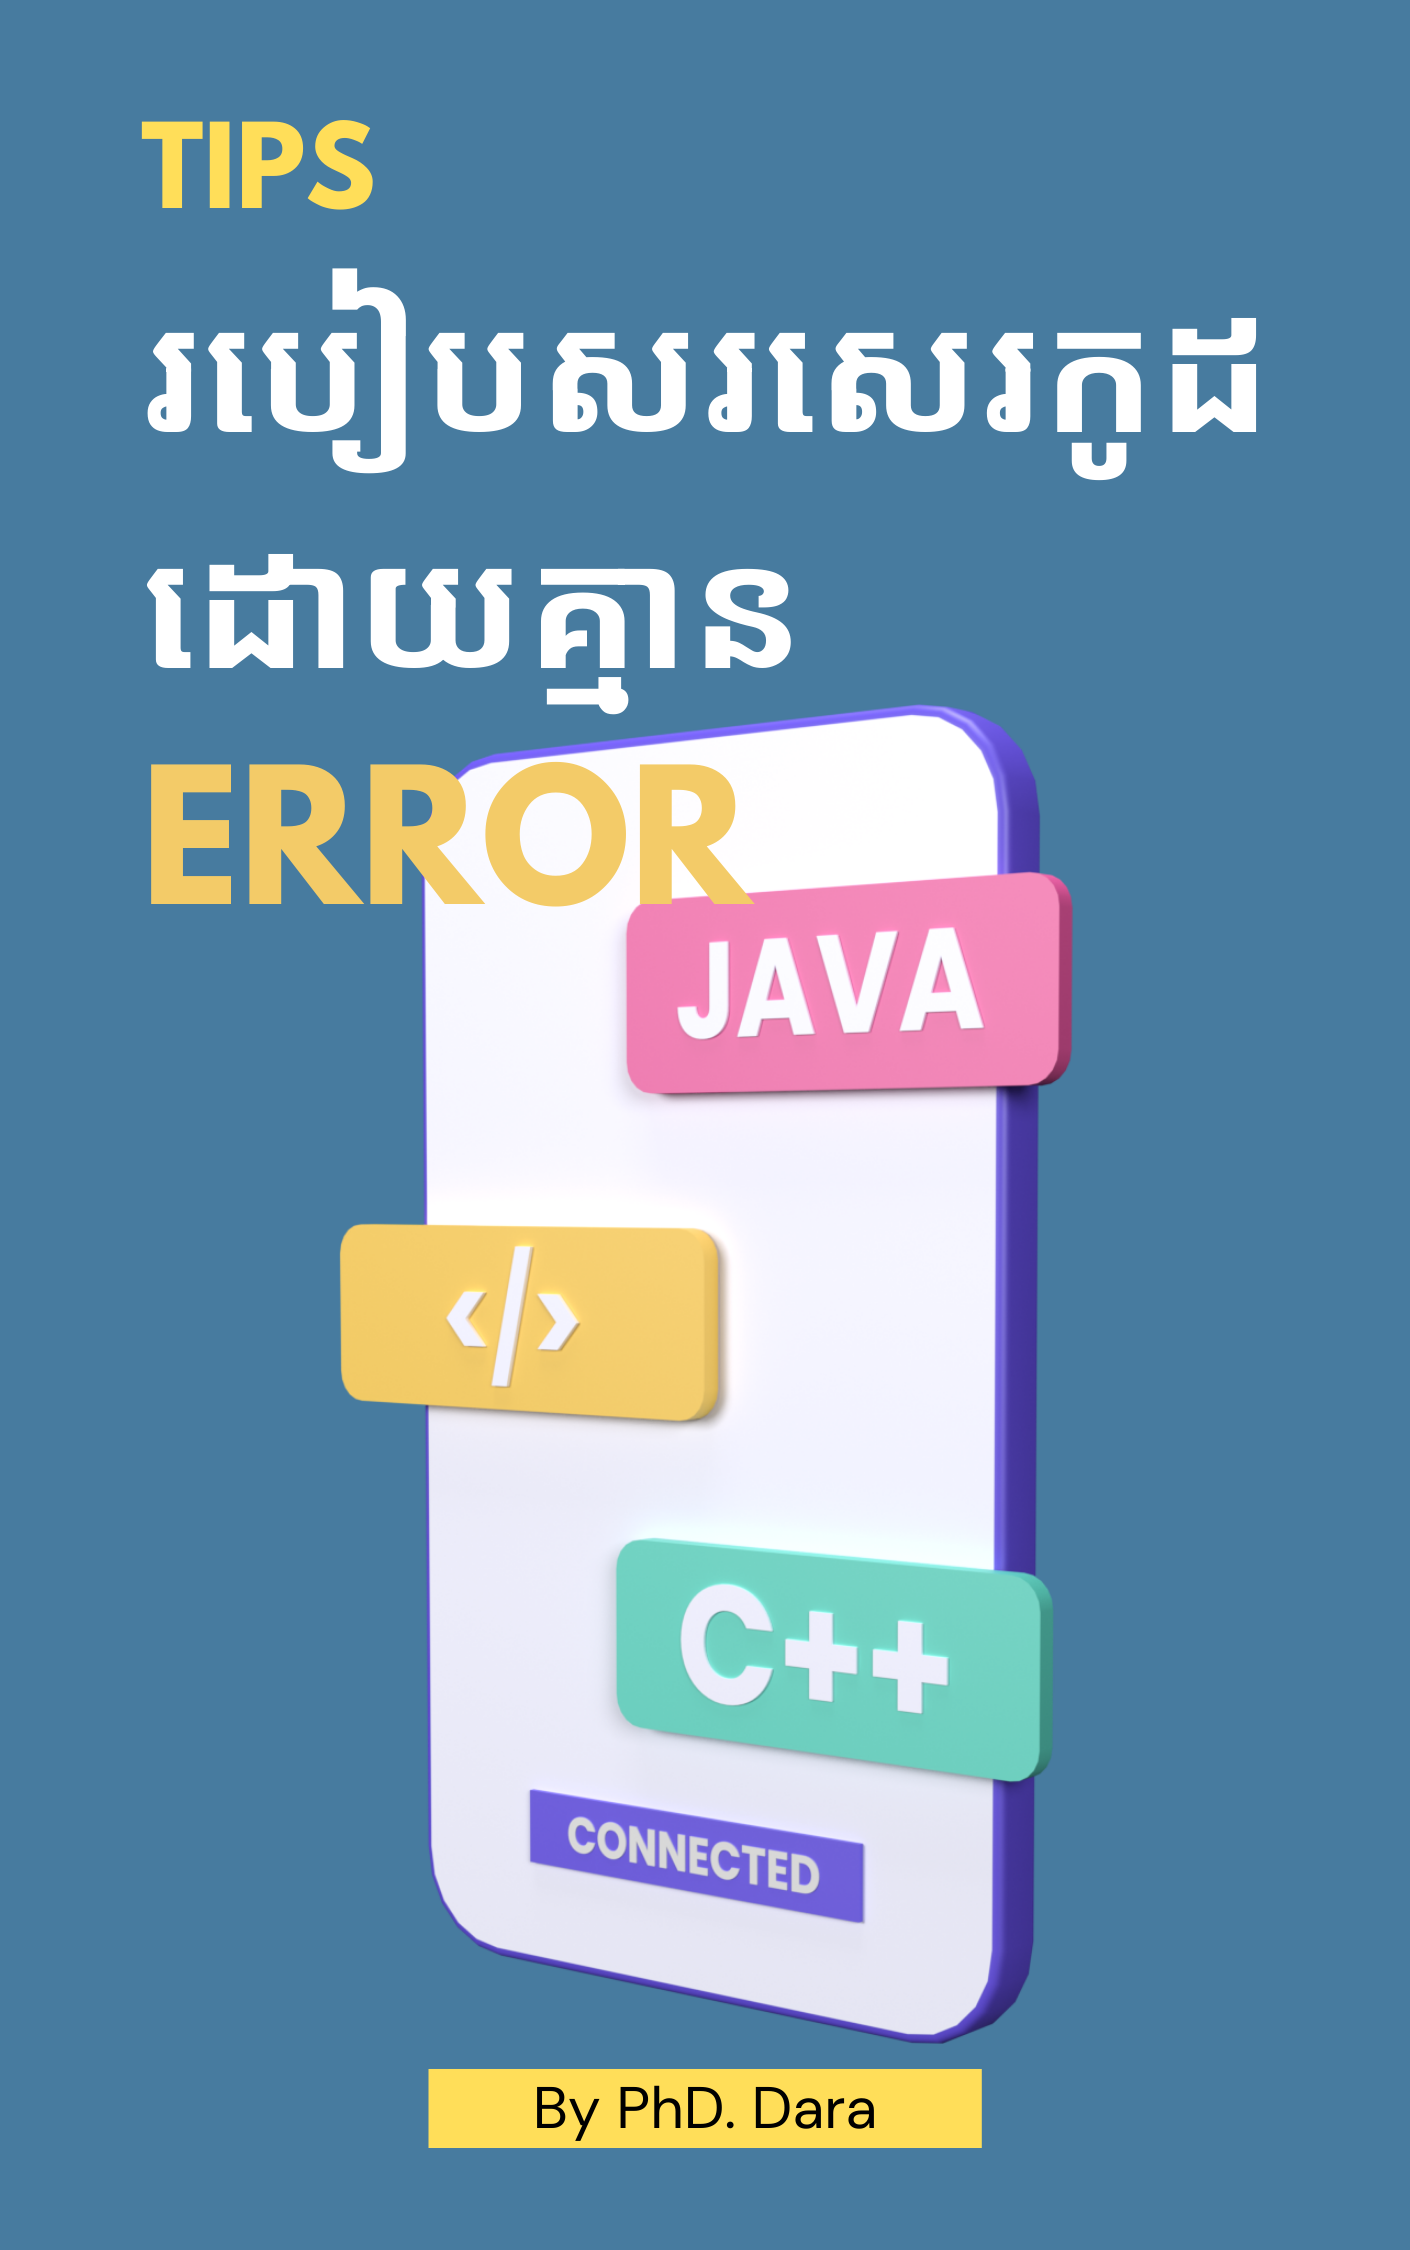 TIPS
របៀបសរសេរកូដ
ដោយគ្មាន
ERROR
JAVA
</>
C++
CONNECTED
By PhD. Dara